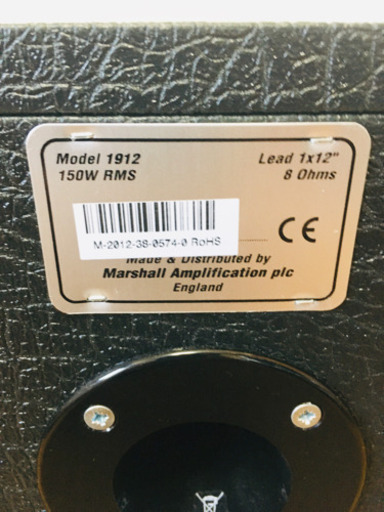 Model 1912
Lead 1x12"
150W RMS
8 Ohms
M-2012-38-0574-0 RoHS
CE
Made & Distributed by
Marshall Amplification plc
England